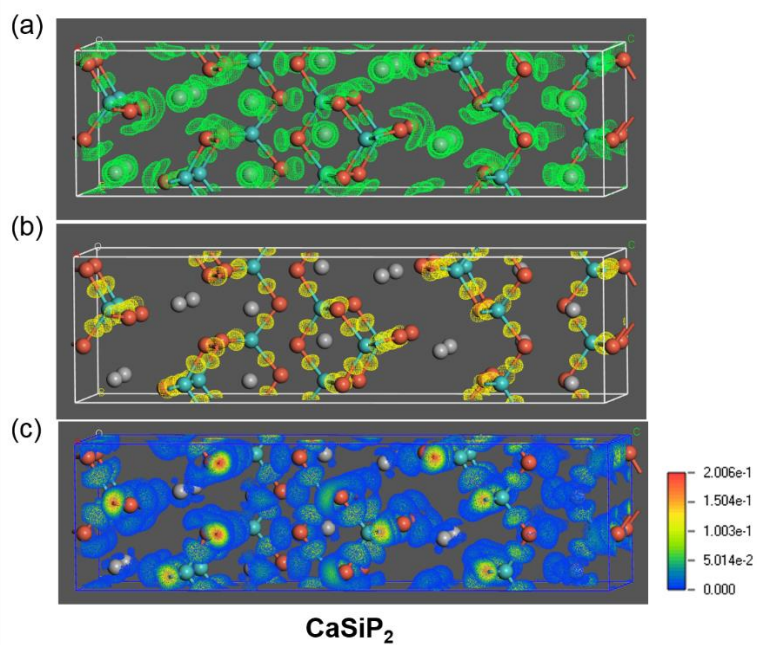 (a)
O
C
(b)
O
C
(c)
O
C
2.006e-1
1.504e-1
1.003e-1
5.014e-2
0.000
CaSiP₂